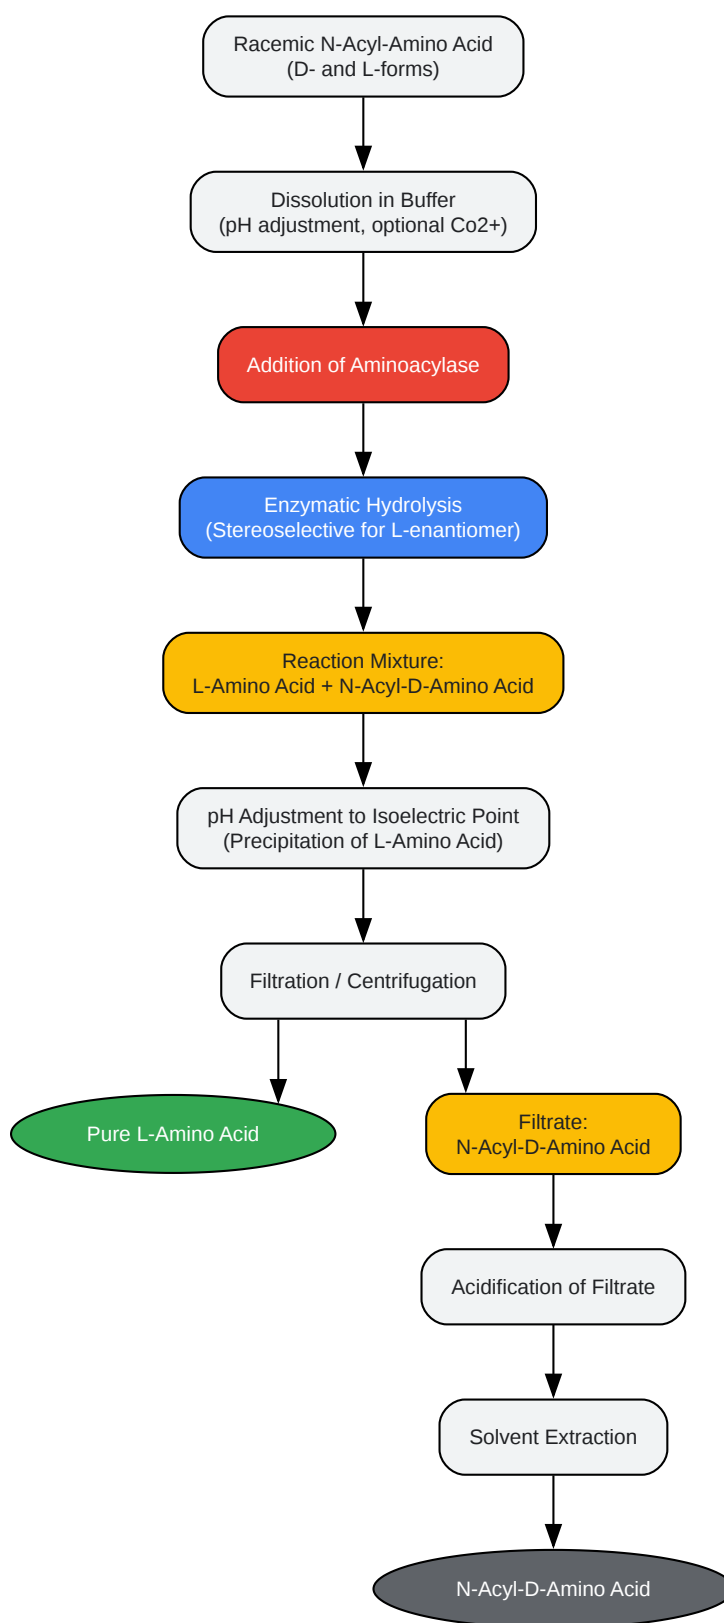 Racemic N-Acyl-Amino Acid
(D- and L-forms)
Dissolution in Buffer
(pH adjustment, optional Co2+)
Addition of Aminoacylase
Enzymatic Hydrolysis
(Stereoselective for L-enantiomer)
Reaction Mixture:
L-Amino Acid + N-Acyl-D-Amino Acid
pH Adjustment to Isoelectric Point
(Precipitation of L-Amino Acid)
Filtration / Centrifugation
Pure L-Amino Acid
Filtrate:
N-Acyl-D-Amino Acid
Acidification of Filtrate
Solvent Extraction
N-Acyl-D-Amino Acid